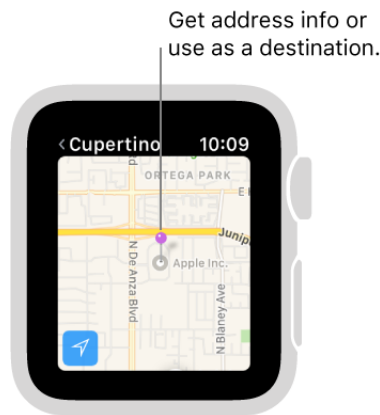 Get address info or
use as a destination.
< Cupertino 10:09
ORTEGA PARK
Apple Inc.
N De Anza Blvd
N Blaney Ave